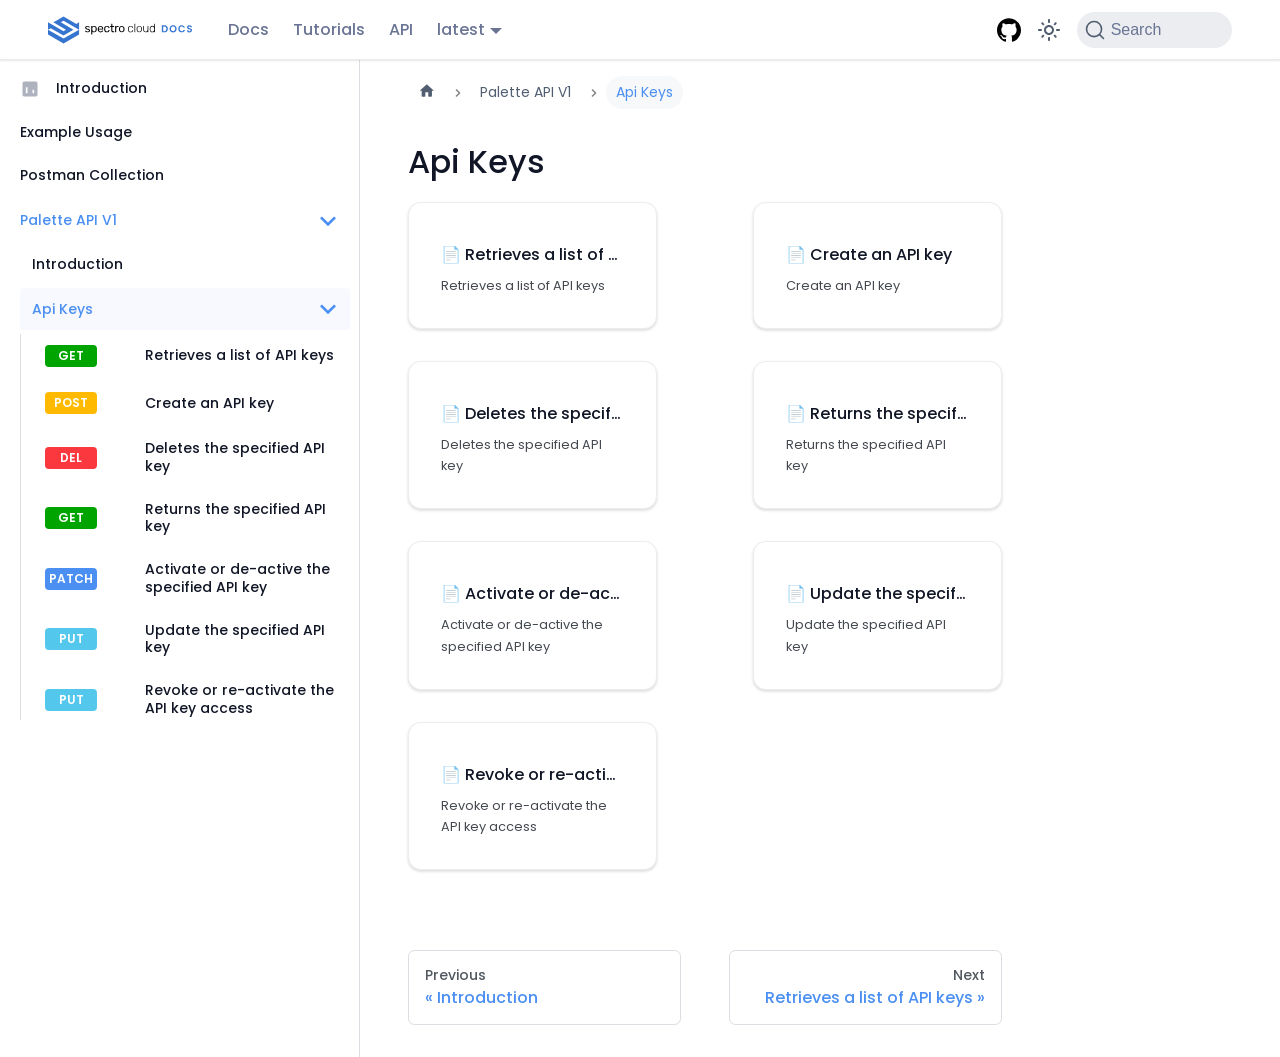 spectro cloud DOCS
Docs
Tutorials
API
latest
Search
Introduction
Example Usage
Postman Collection
Palette API V1
Introduction
Api Keys
GET Retrieves a list of API keys
POST Create an API key
DEL Deletes the specified API
key
GET Returns the specified API
key
PATCH Activate or de-active the
specified API key
PUT Update the specified API
key
PUT Revoke or re-activate the
API key access
Palette API V1
Api Keys
Api Keys
Retrieves a list of ...
Retrieves a list of API keys
Create an API key
Create an API key
Deletes the specif...
Deletes the specified API
key
Returns the specif...
Returns the specified API
key
Activate or de-ac...
Activate or de-active the
specified API key
Update the specif...
Update the specified API
key
Revoke or re-acti...
Revoke or re-activate the
API key access
Previous
« Introduction
Next
Retrieves a list of API keys »